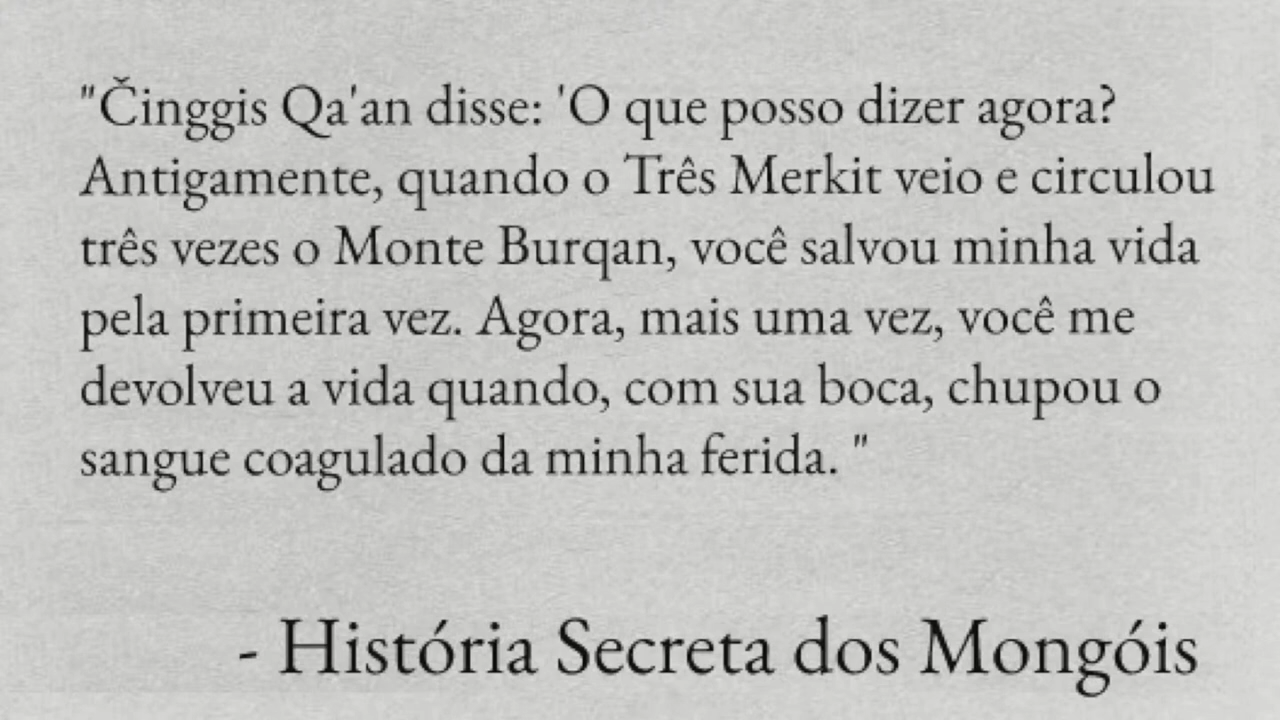 "Činggis Qa'an disse: 'O que posso dizer agora?
Antigamente, quando o Três Merkit veio e circulou
três vezes o Monte Burqan, você salvou minha vida
pela primeira vez. Agora, mais uma vez, você me
devolveu a vida quando, com sua boca, chupou o
sangue coagulado da minha ferida. "
- História Secreta dos Mongóis